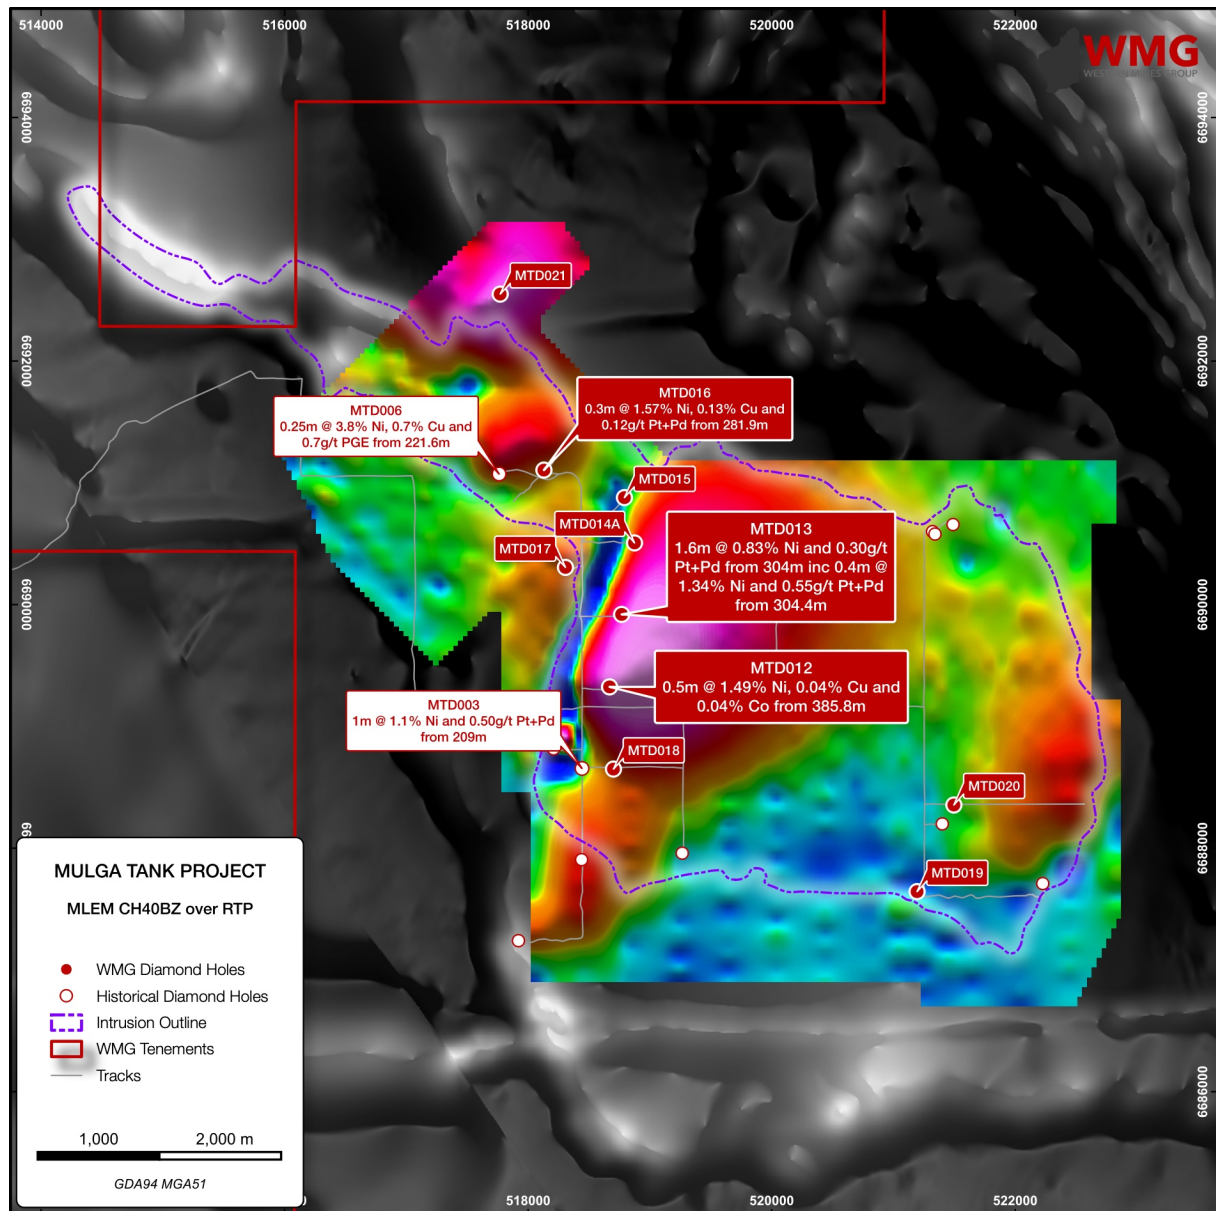 514000
516000
518000
520000
522000
WMG
WESTERN MINES GROUP
6694000
6694000
MTD021
6692000
6692000
MTD016
0.3m @ 1.57% Ni, 0.13% Cu and
0.12g/t Pt+Pd from 281.9m
MTD006
0.25m @ 3.8% Ni, 0.7% Cu and
0.7g/t PGE from 221.6m
MTD015
MTD014A
MTD017
MTD013
1.6m @ 0.83% Ni and 0.30g/t
Pt+Pd from 304m inc 0.4m @
1.34% Ni and 0.55g/t Pt+Pd
from 304.4m
6690000
6690000
MTD012
0.5m @ 1.49% Ni, 0.04% Cu and
0.04% Co from 385.8m
MTD003
1m @ 1.1% Ni and 0.50g/t Pt+Pd
from 209m
MTD018
MTD020
6688000
MTD019
MULGA TANK PROJECT
MLEM CH40BZ over RTP
WMG Diamond Holes
Historical Diamond Holes
Intrusion Outline
WMG Tenements
Tracks
1,000
2,000 m
GDA94 MGA51
6686000
518000
520000
522000